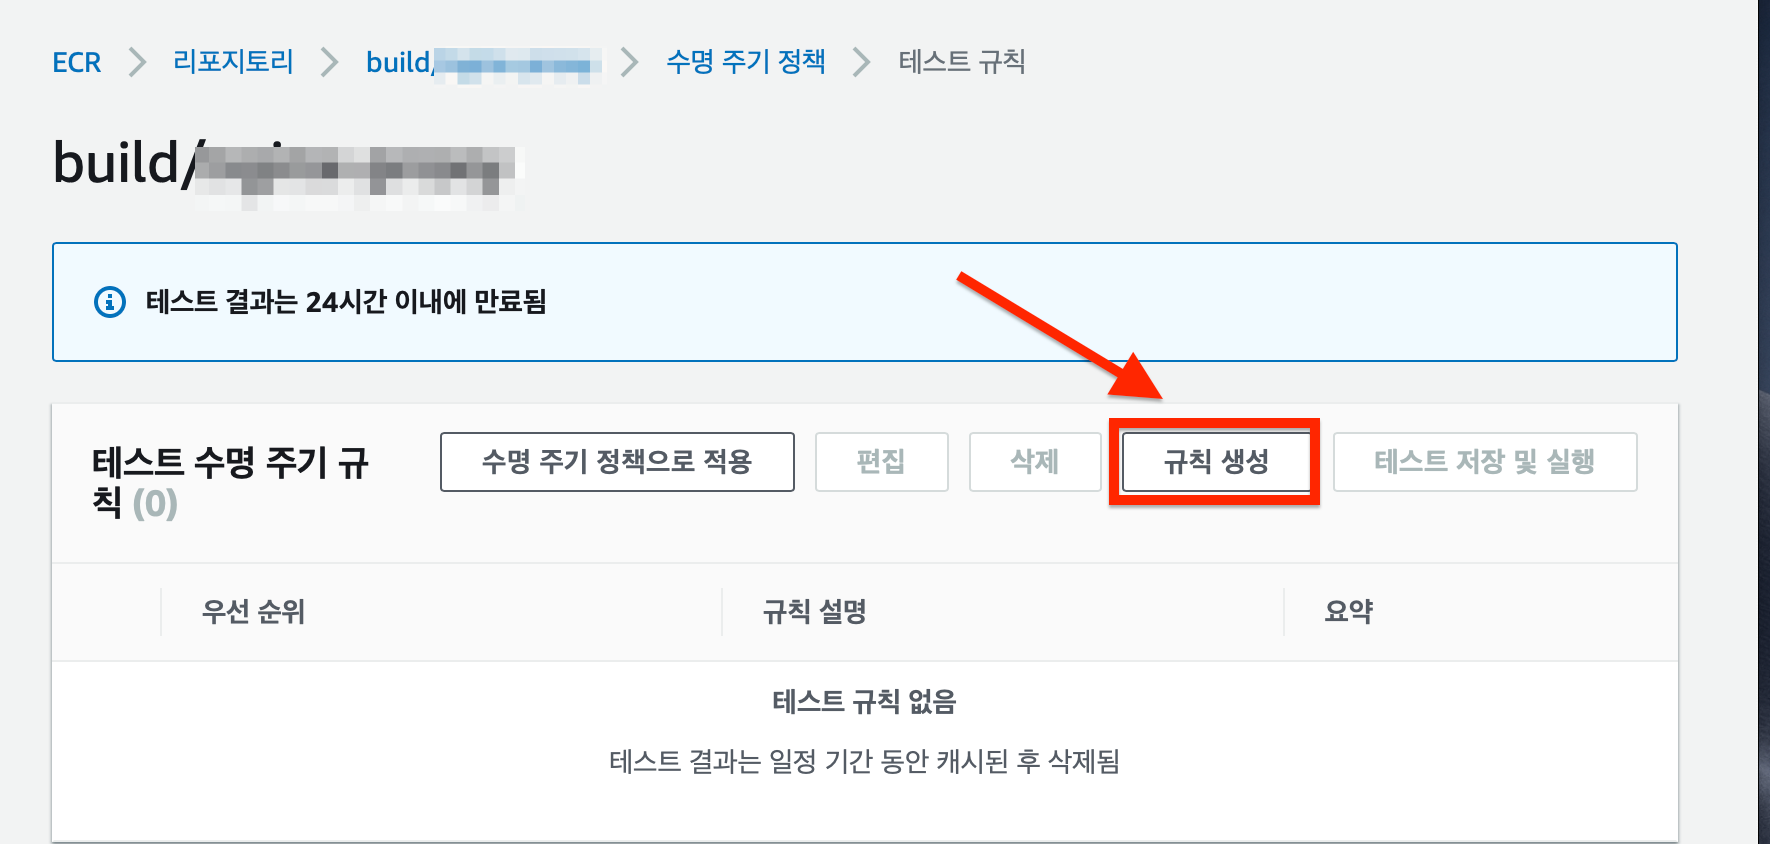 ECR > 리포지토리 > build/ > 수명 주기 정책 > 테스트 규칙
build/
테스트 결과는 24시간 이내에 만료됨
테스트 수명 주기 규
칙 (0)
수명 주기 정책으로 적용 편집 삭제 규칙 생성 테스트 저장 및 실행
우선 순위 규칙 설명 요약
테스트 규칙 없음
테스트 결과는 일정 기간 동안 캐시된 후 삭제됨